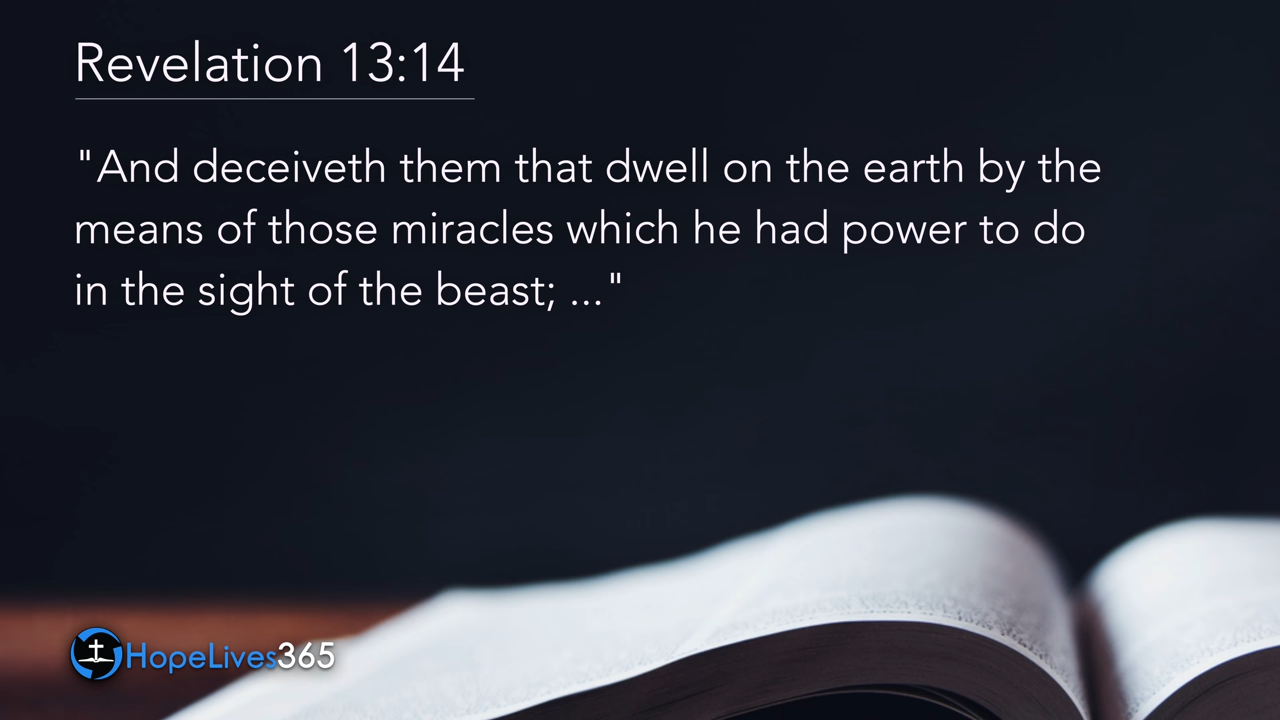 Revelation 13:14
"And deceiveth them that dwell on the earth by the
means of those miracles which he had power to do
in the sight of the beast; ..."
HopeLives365